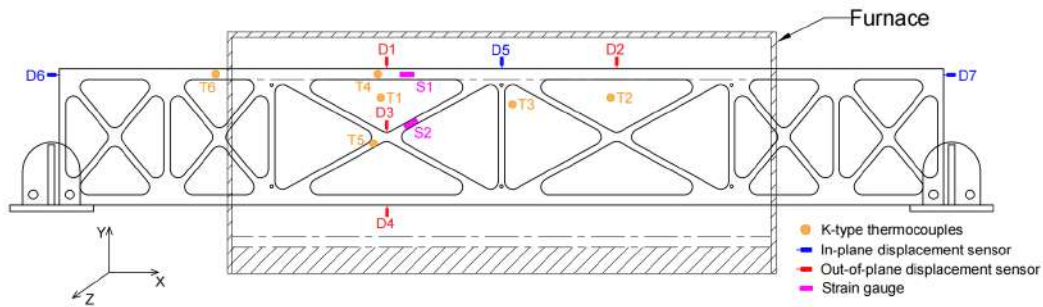 Furnace
D1
D5
D2
D6
D7
T6
T4
S1
T1
T3
T2
D3
S2
T5
D4
Y
X
Z
K-type thermocouples
In-plane displacement sensor
Out-of-plane displacement sensor
Strain gauge